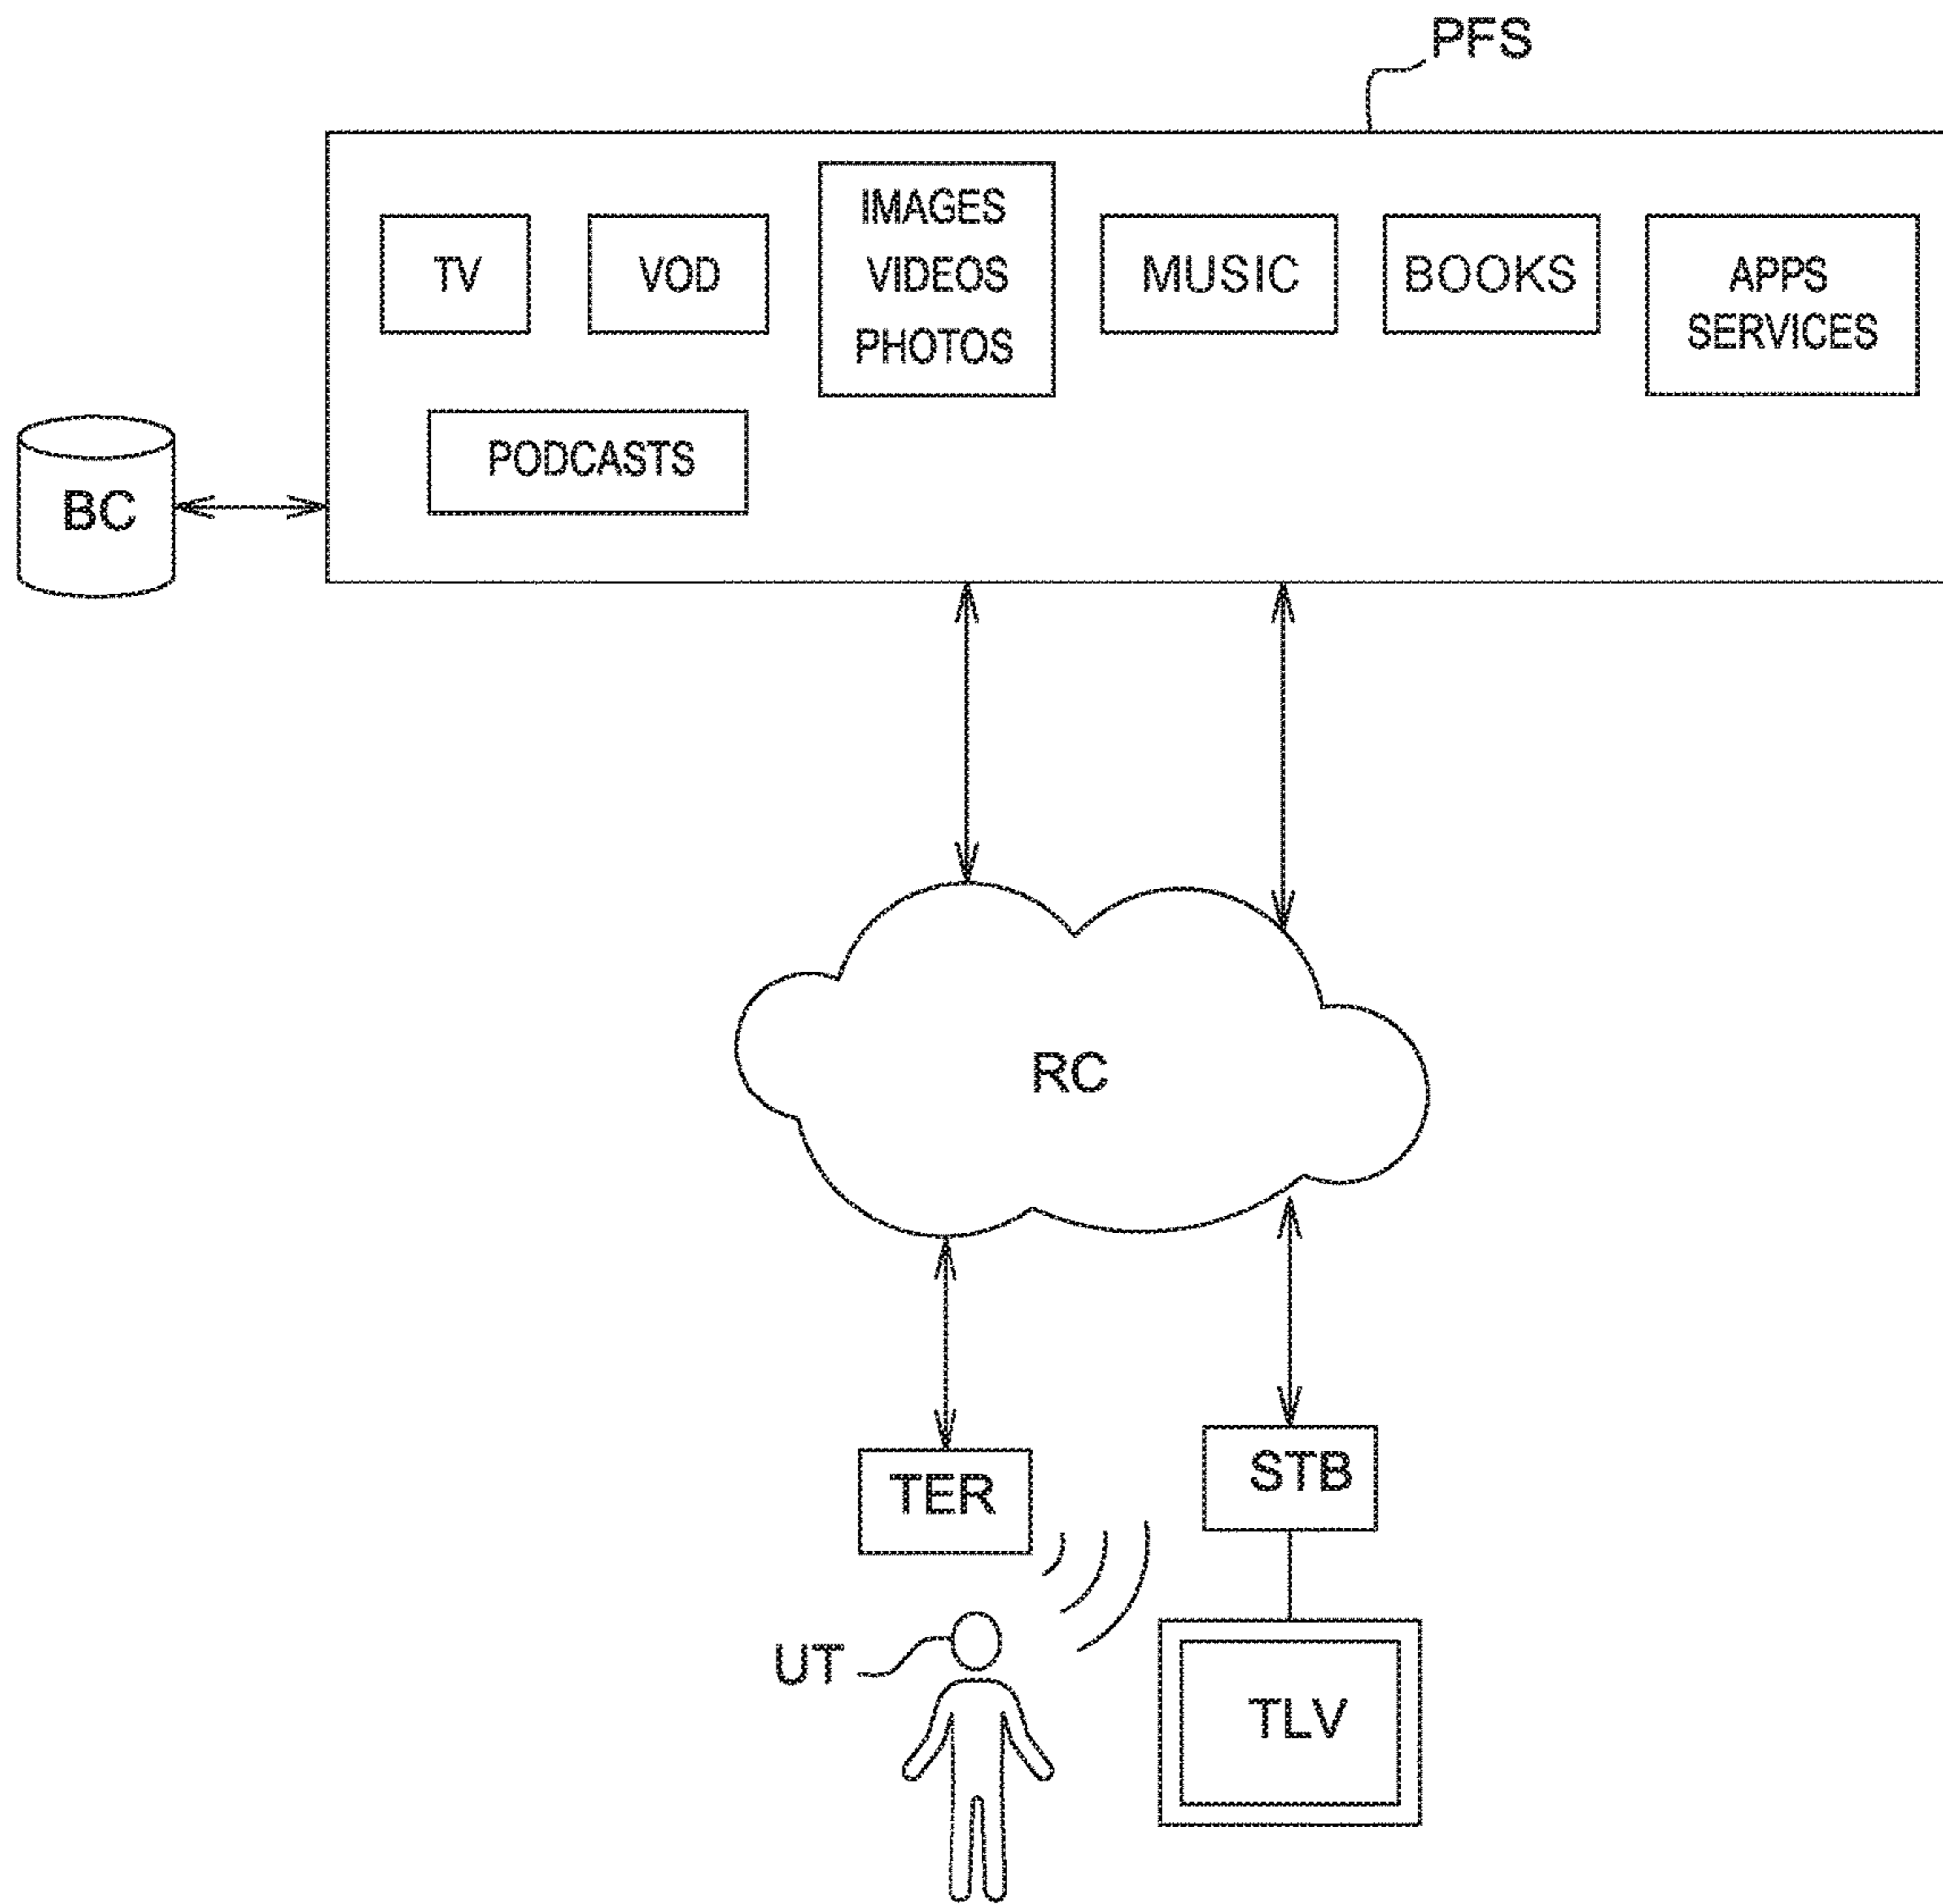 PFS
TV
VOD
IMAGES
VIDEOS
PHOTOS
MUSIC
BOOKS
APPS
SERVICES
PODCASTS
BC
RC
TER
STB
UT
TLV